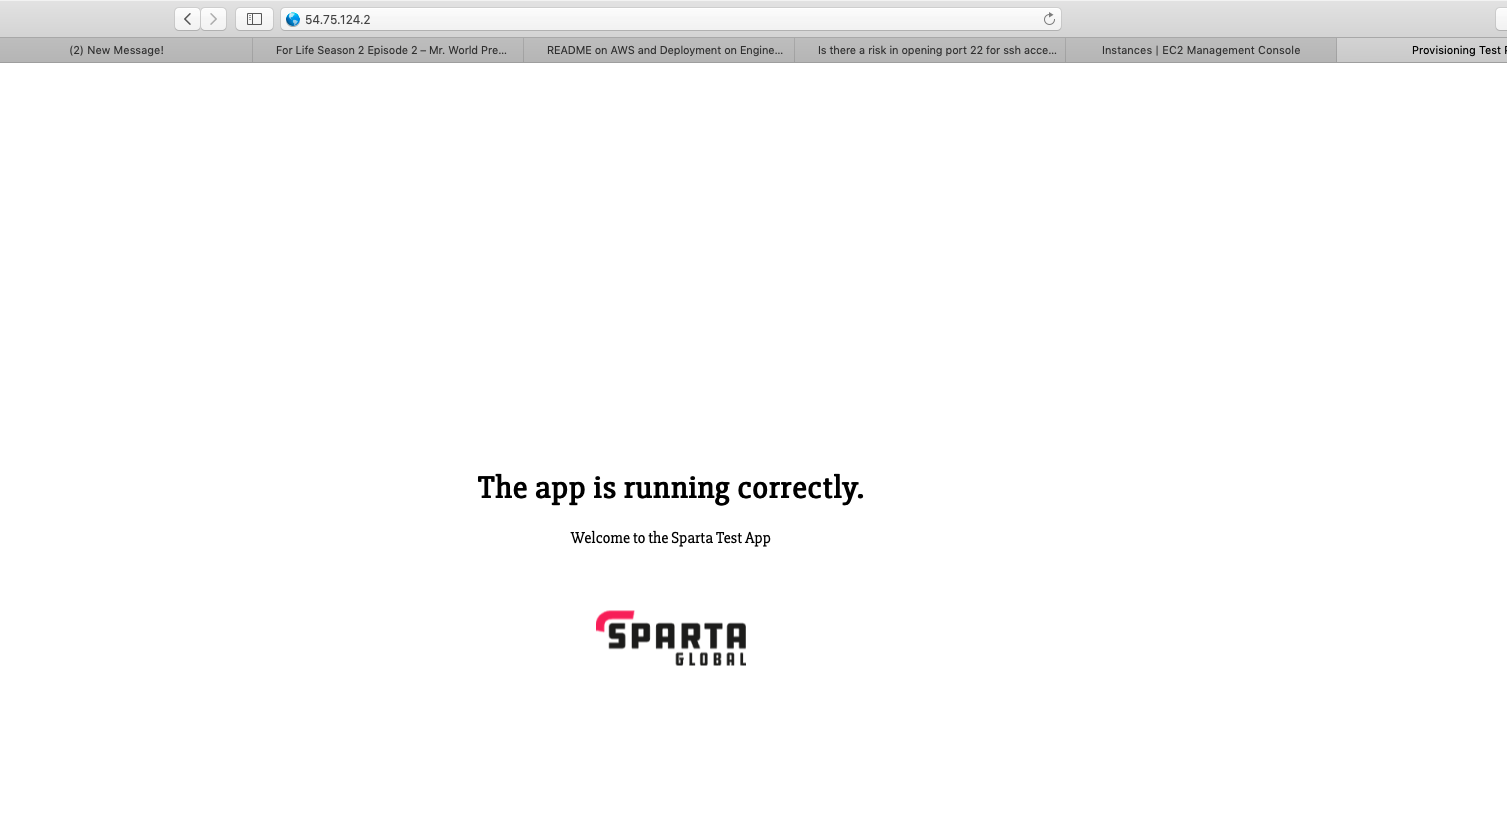 54.75.124.2
(2) New Message!
For Life Season 2 Episode 2 – Mr. World Pre...
README on AWS and Deployment on Engine...
Is there a risk in opening port 22 for ssh acce...
Instances | EC2 Management Console
Provisioning Test
The app is running correctly.
Welcome to the Sparta Test App
SPARTA
GLOBAL